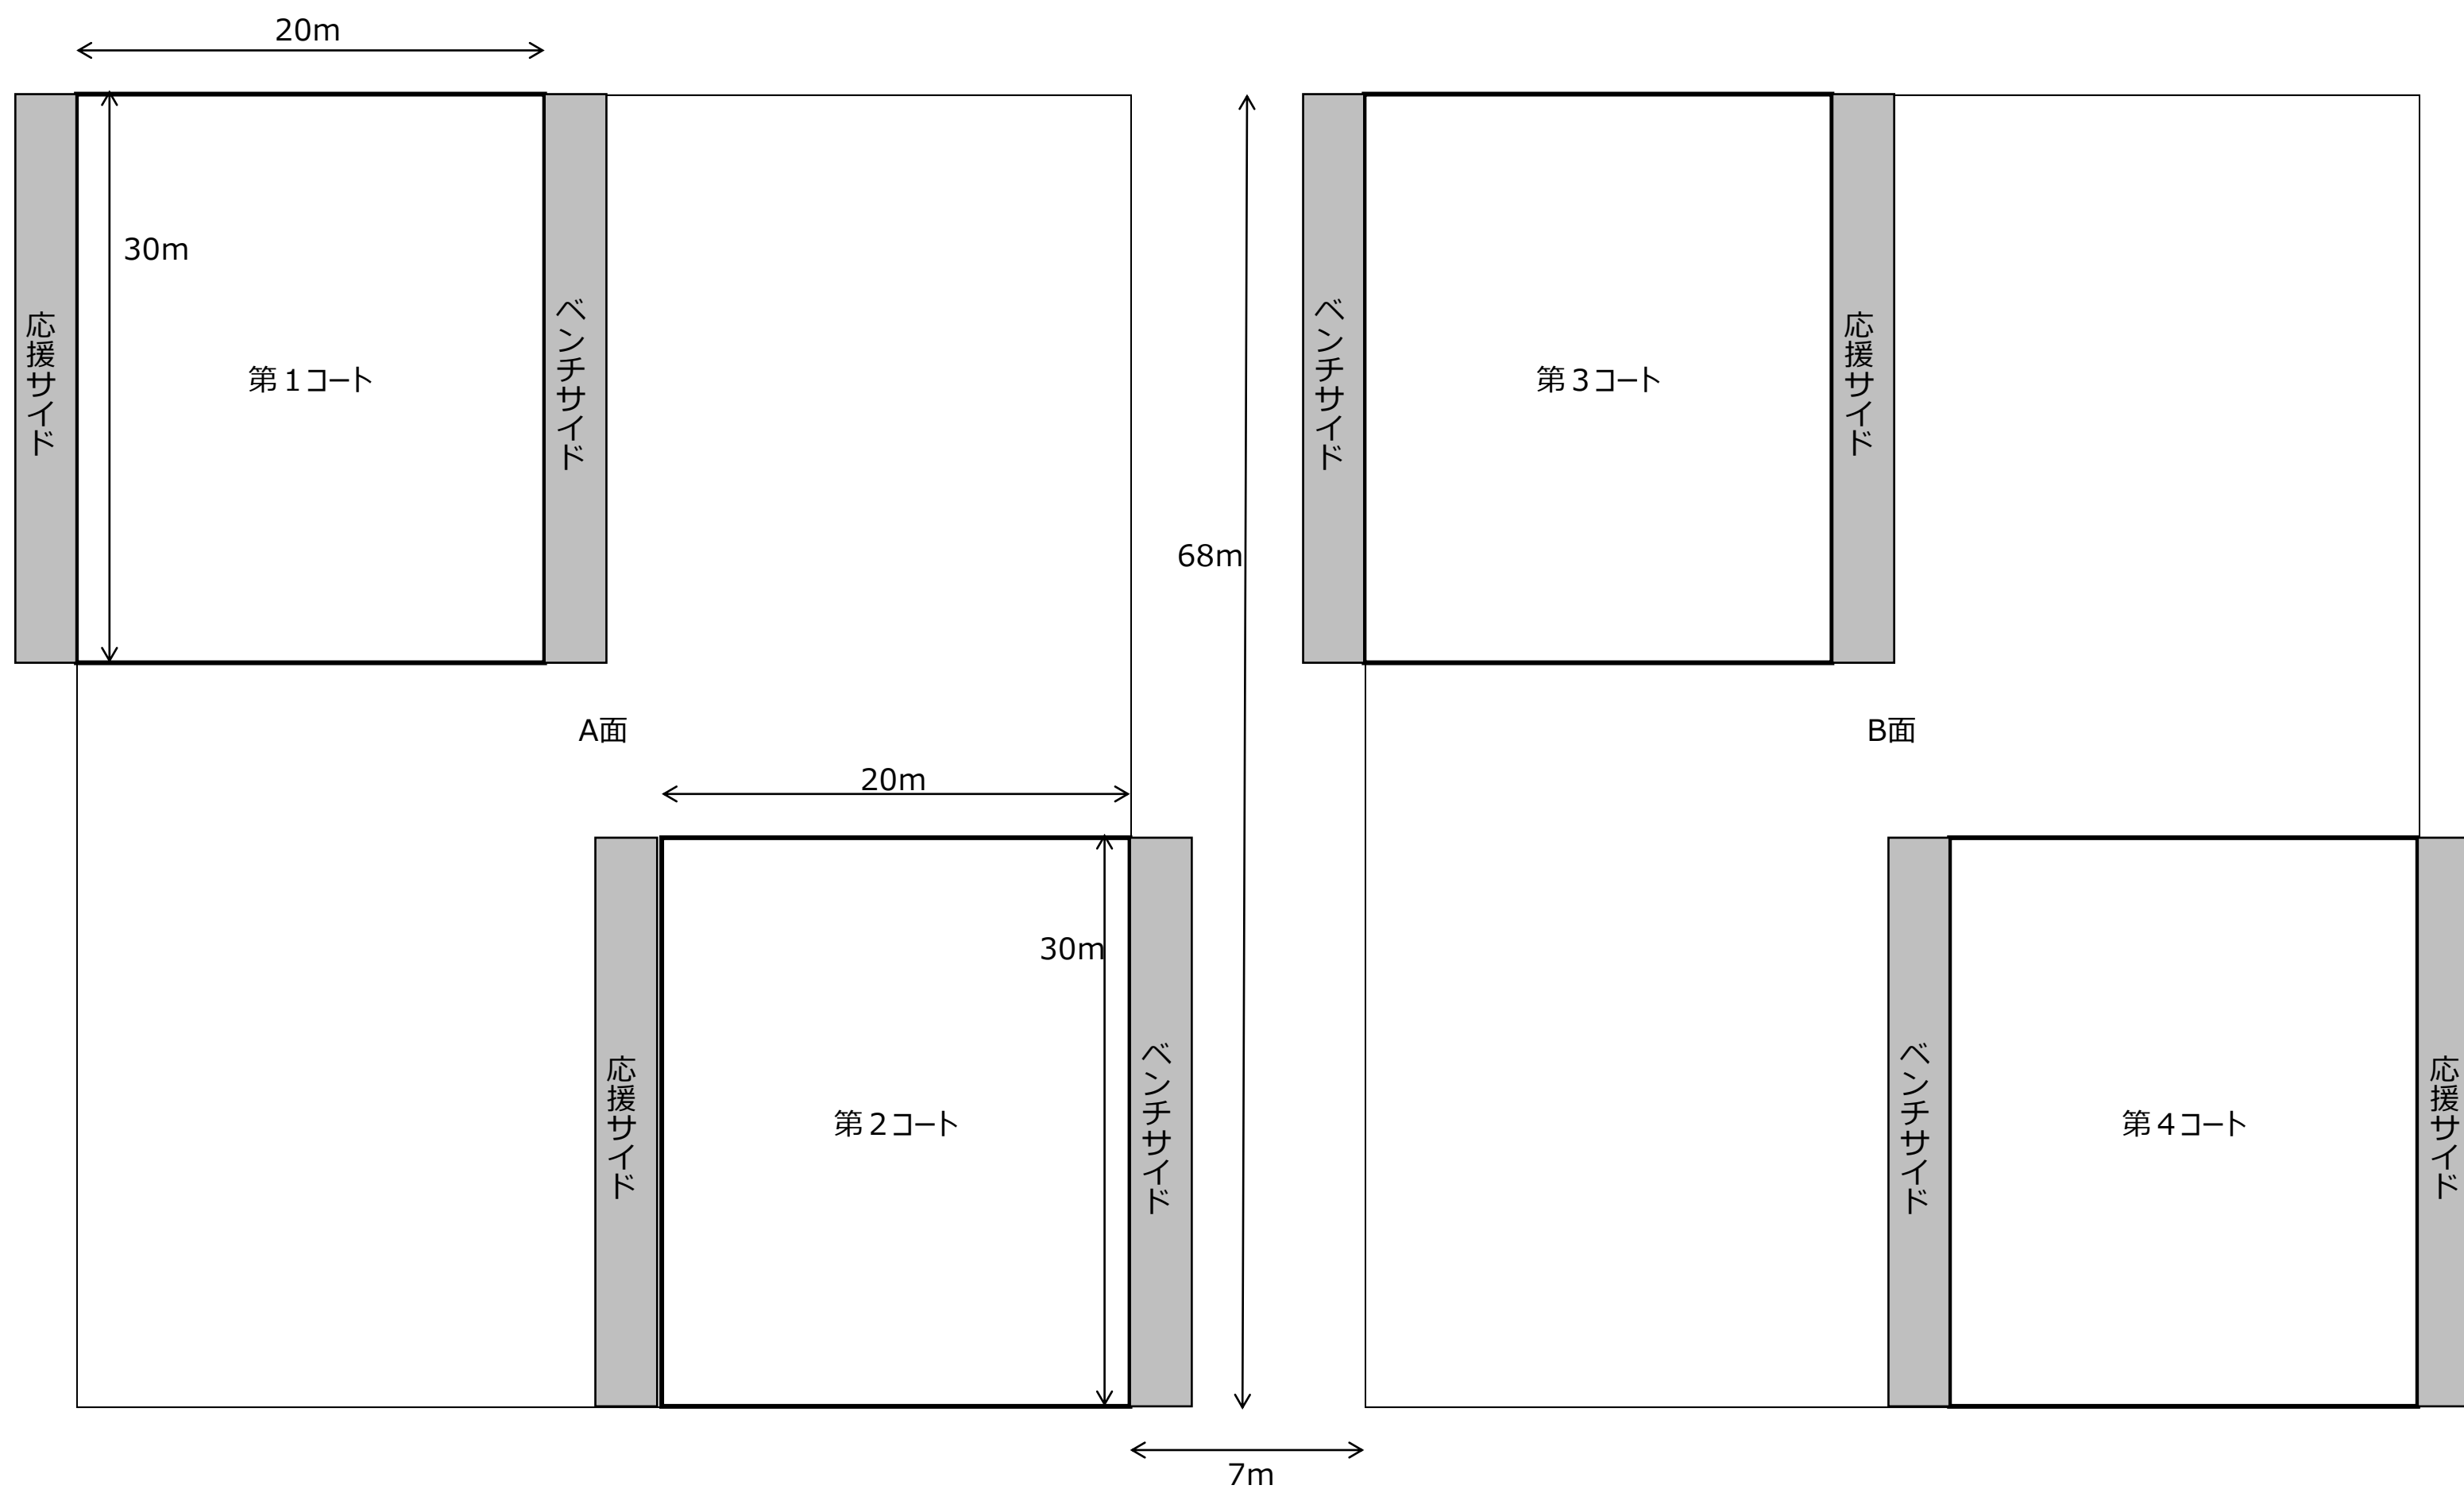 20m
30m
応援サイド
第１コート
ベンチサイド
68m
ベンチサイド
第３コート
応援サイド
A面
B面
20m
30m
応援サイド
第２コート
ベンチサイド
ベンチサイド
第４コート
応援サイド
7m